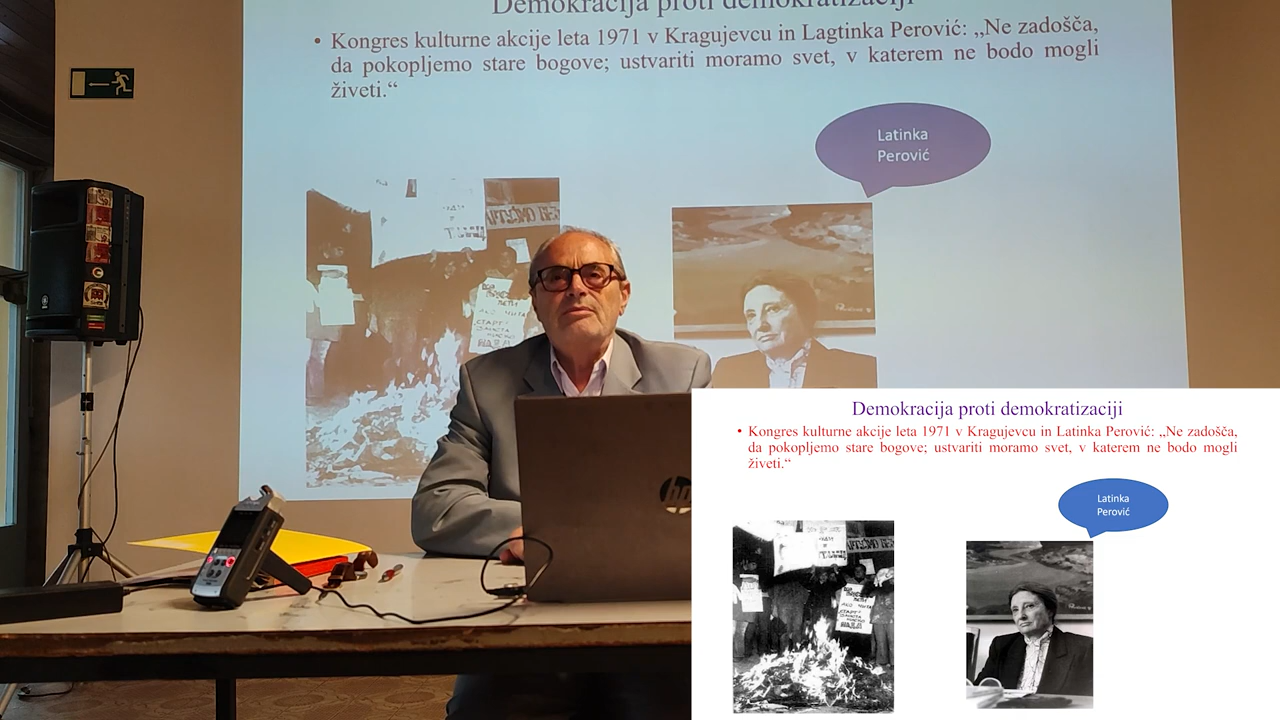 Demokracija proti demokratizaciji
• Kongres kulturne akcije leta 1971 v Kragujevcu in Lagtinka Perović: „Ne zadošča,
da pokopljemo stare bogove; ustvariti moramo svet, v katerem ne bodo mogli
živeti.“
Latinka
Perović
hp
Demokracija proti demokratizaciji
• Kongres kulturne akcije leta 1971 v Kragujevcu in Latinka Perović: „Ne zadošča,
da pokopljemo stare bogove; ustvariti moramo svet, v katerem ne bodo mogli
živeti.“
Latinka
Perović